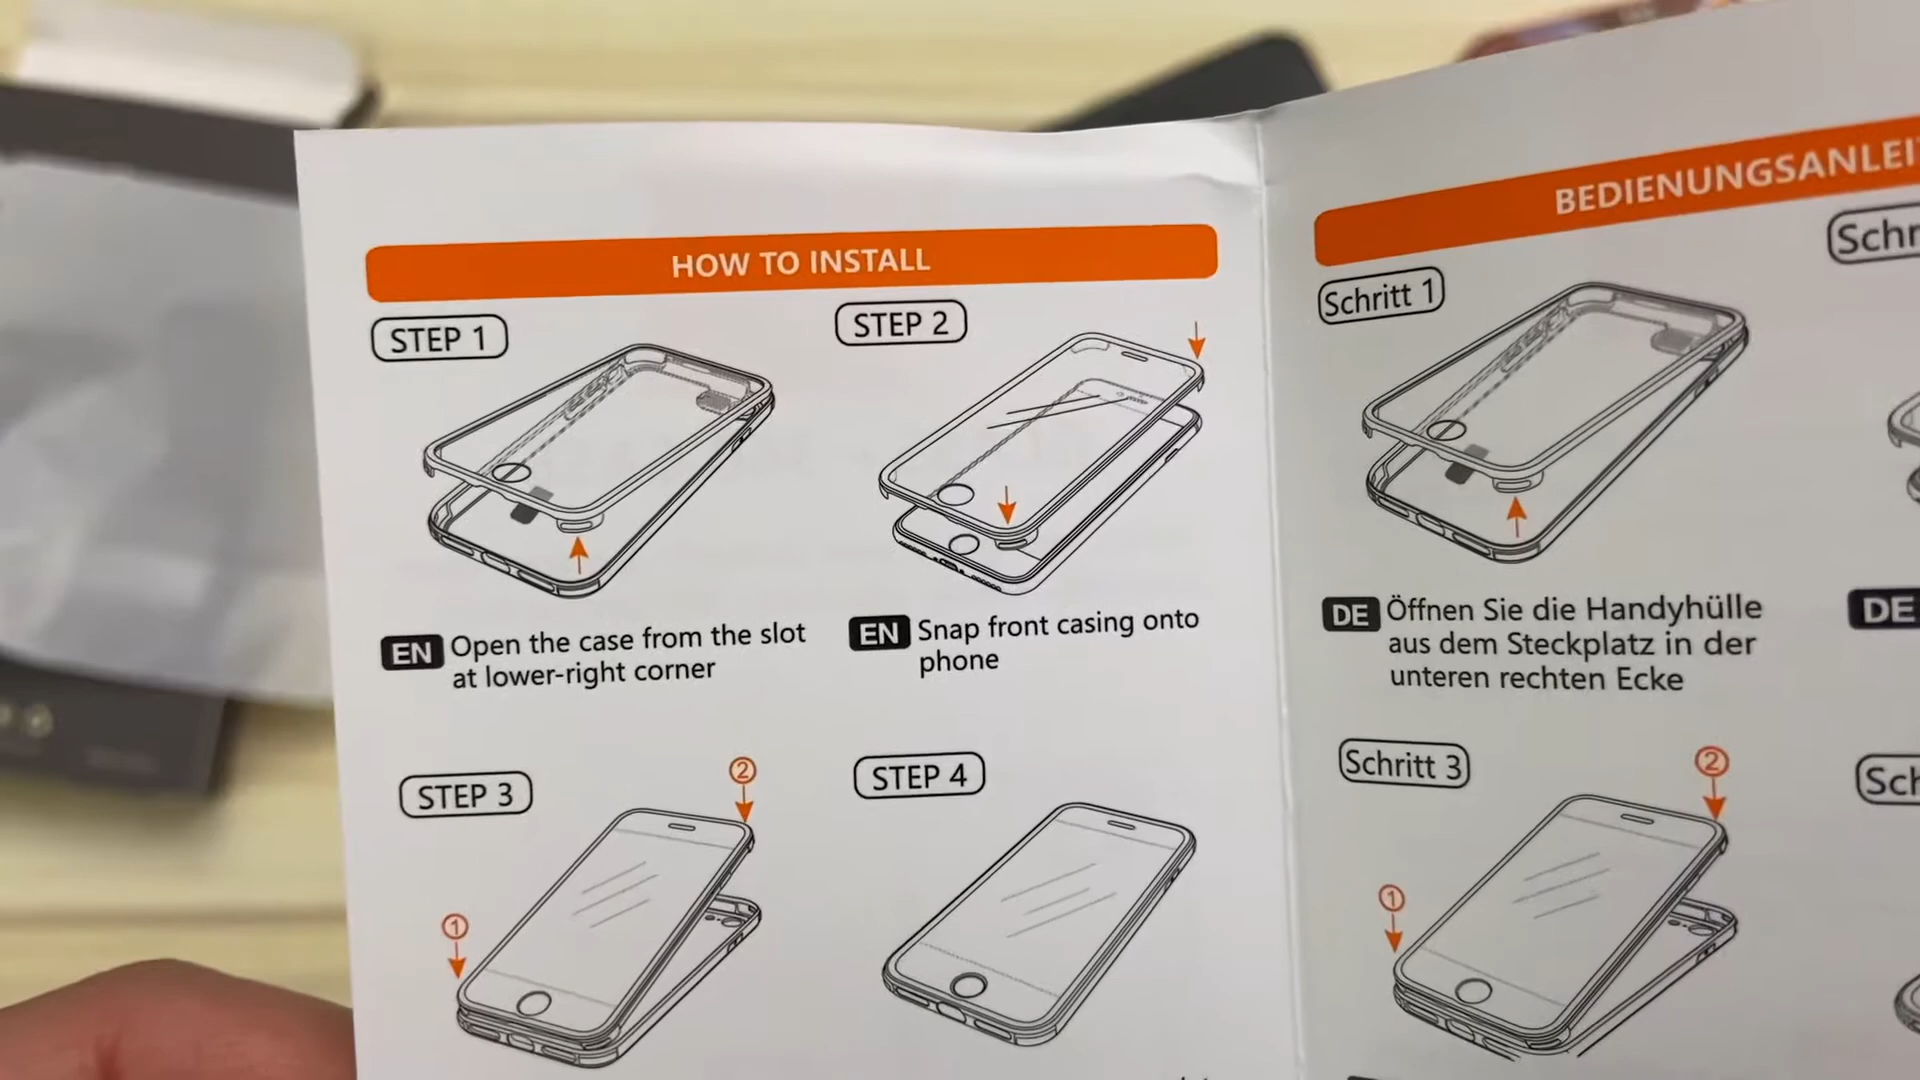 HOW TO INSTALL
STEP 1
EN Open the case from the slot
at lower-right corner
STEP 2
EN Snap front casing onto
phone
STEP 3
2
1
STEP 4
BEDIENUNGSANLEI
Schritt 1
DE Öffnen Sie die Handyhülle
aus dem Steckplatz in der
unteren rechten Ecke
Schr
DE
Schritt 3
2
1
Sch